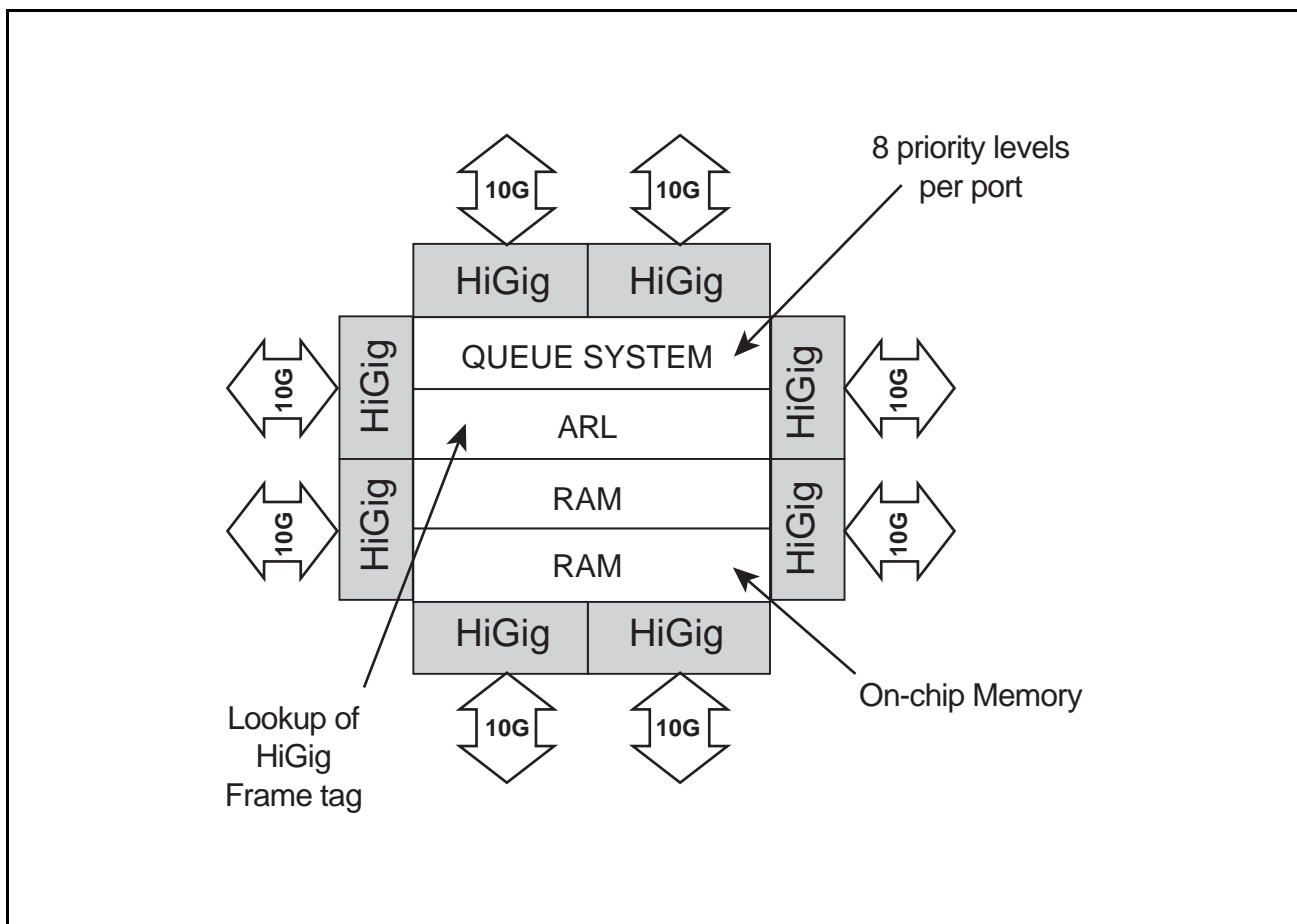 8 priority levels
per port
10G
10G
HiGig
HiGig
QUEUE SYSTEM
10G
HiGig
HiGig
10G
ARL
10G
HiGig
RAM
HiGig
10G
RAM
HiGig
HiGig
On-chip Memory
10G
10G
Lookup of
HiGig
Frame tag